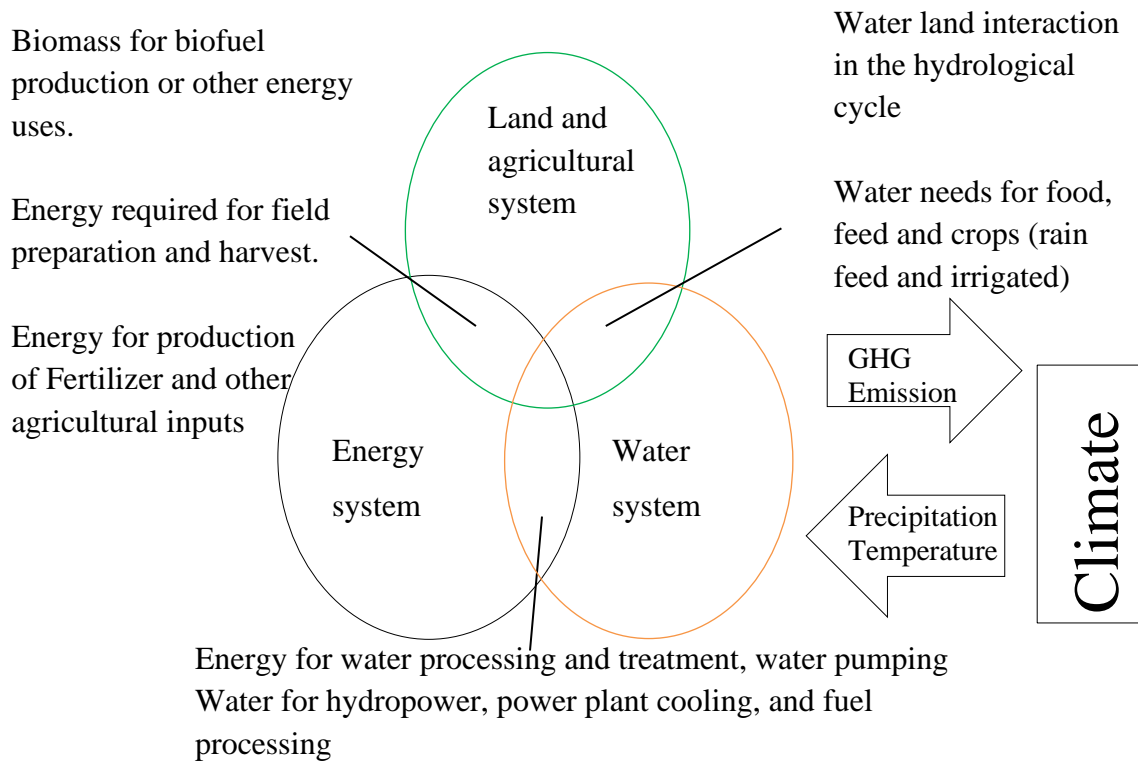 Biomass for biofuel
production or other energy
uses.
Energy required for field
preparation and harvest.
Energy for production
of Fertilizer and other
agricultural inputs
Land and
agricultural
system
Energy
system
Water
system
Water land interaction
in the hydrological
cycle
Water needs for food,
feed and crops (rain
feed and irrigated)
GHG
Emission
Precipitation
Temperature
Climate
Energy for water processing and treatment, water pumping
Water for hydropower, power plant cooling, and fuel
processing